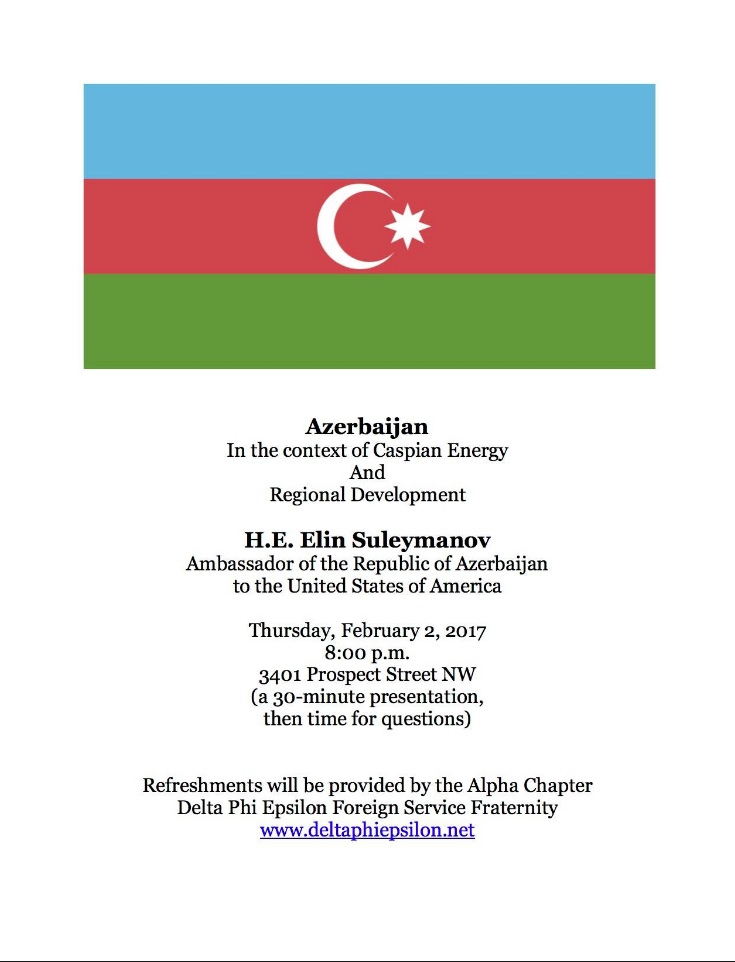 Azerbaijan
In the context of Caspian Energy
And
Regional Development
H.E. Elin Suleymanov
Ambassador of the Republic of Azerbaijan
to the United States of America
Thursday, February 2, 2017
8:00 p.m.
3401 Prospect Street NW
(a 30-minute presentation,
then time for questions)
Refreshments will be provided by the Alpha Chapter
Delta Phi Epsilon Foreign Service Fraternity
www.deltaphiepsilon.net